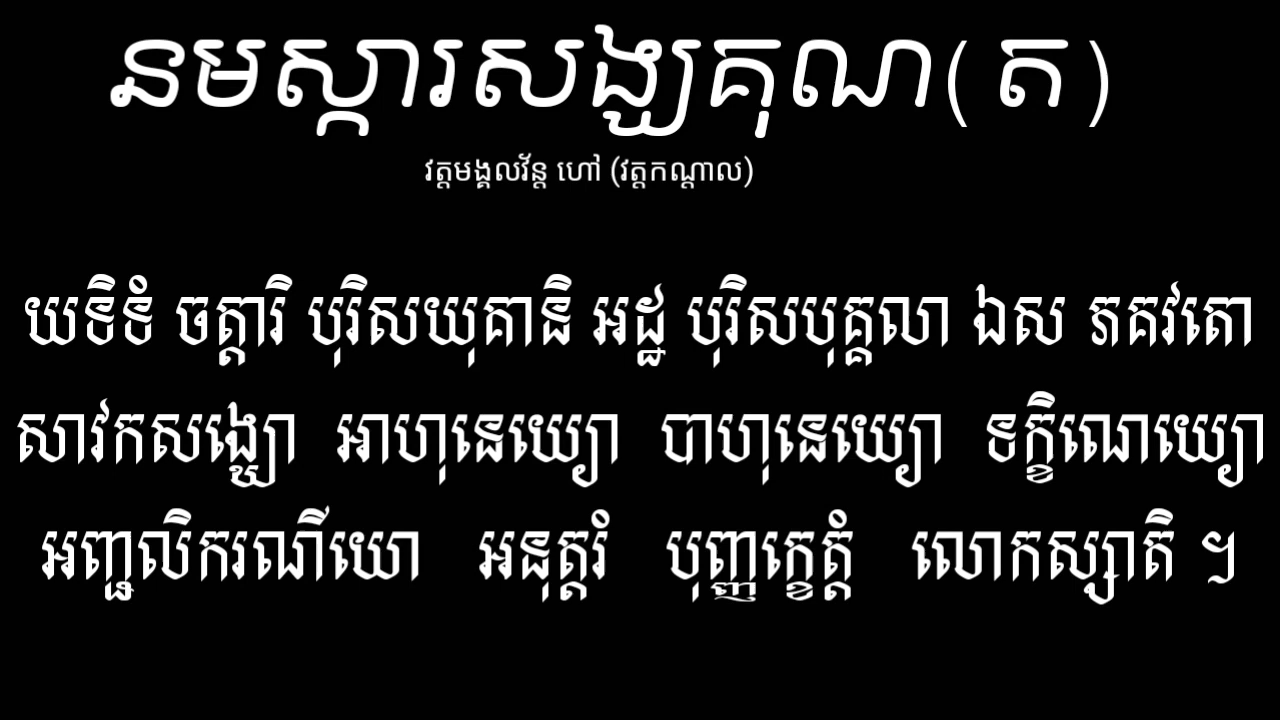 នមស្ការសង្ឃគុណ( ត )
វត្តមង្គលវ័ន្ត ហៅ (វត្តកណ្តាល)
យទិទំ ចត្តារិ បុរិសយុគានិ អដ្ឋ បុរិសបុគ្គលា ឯស ភគវតោ
សាវកសង្ឃោ អាហុនេយ្យោ បាហុនេយ្យោ ទក្ខិណេយ្យោ
អញ្ជលិករណីយោ អនុត្តរំ បុញ្ញក្ខេត្តំ លោកស្សាតិ ។